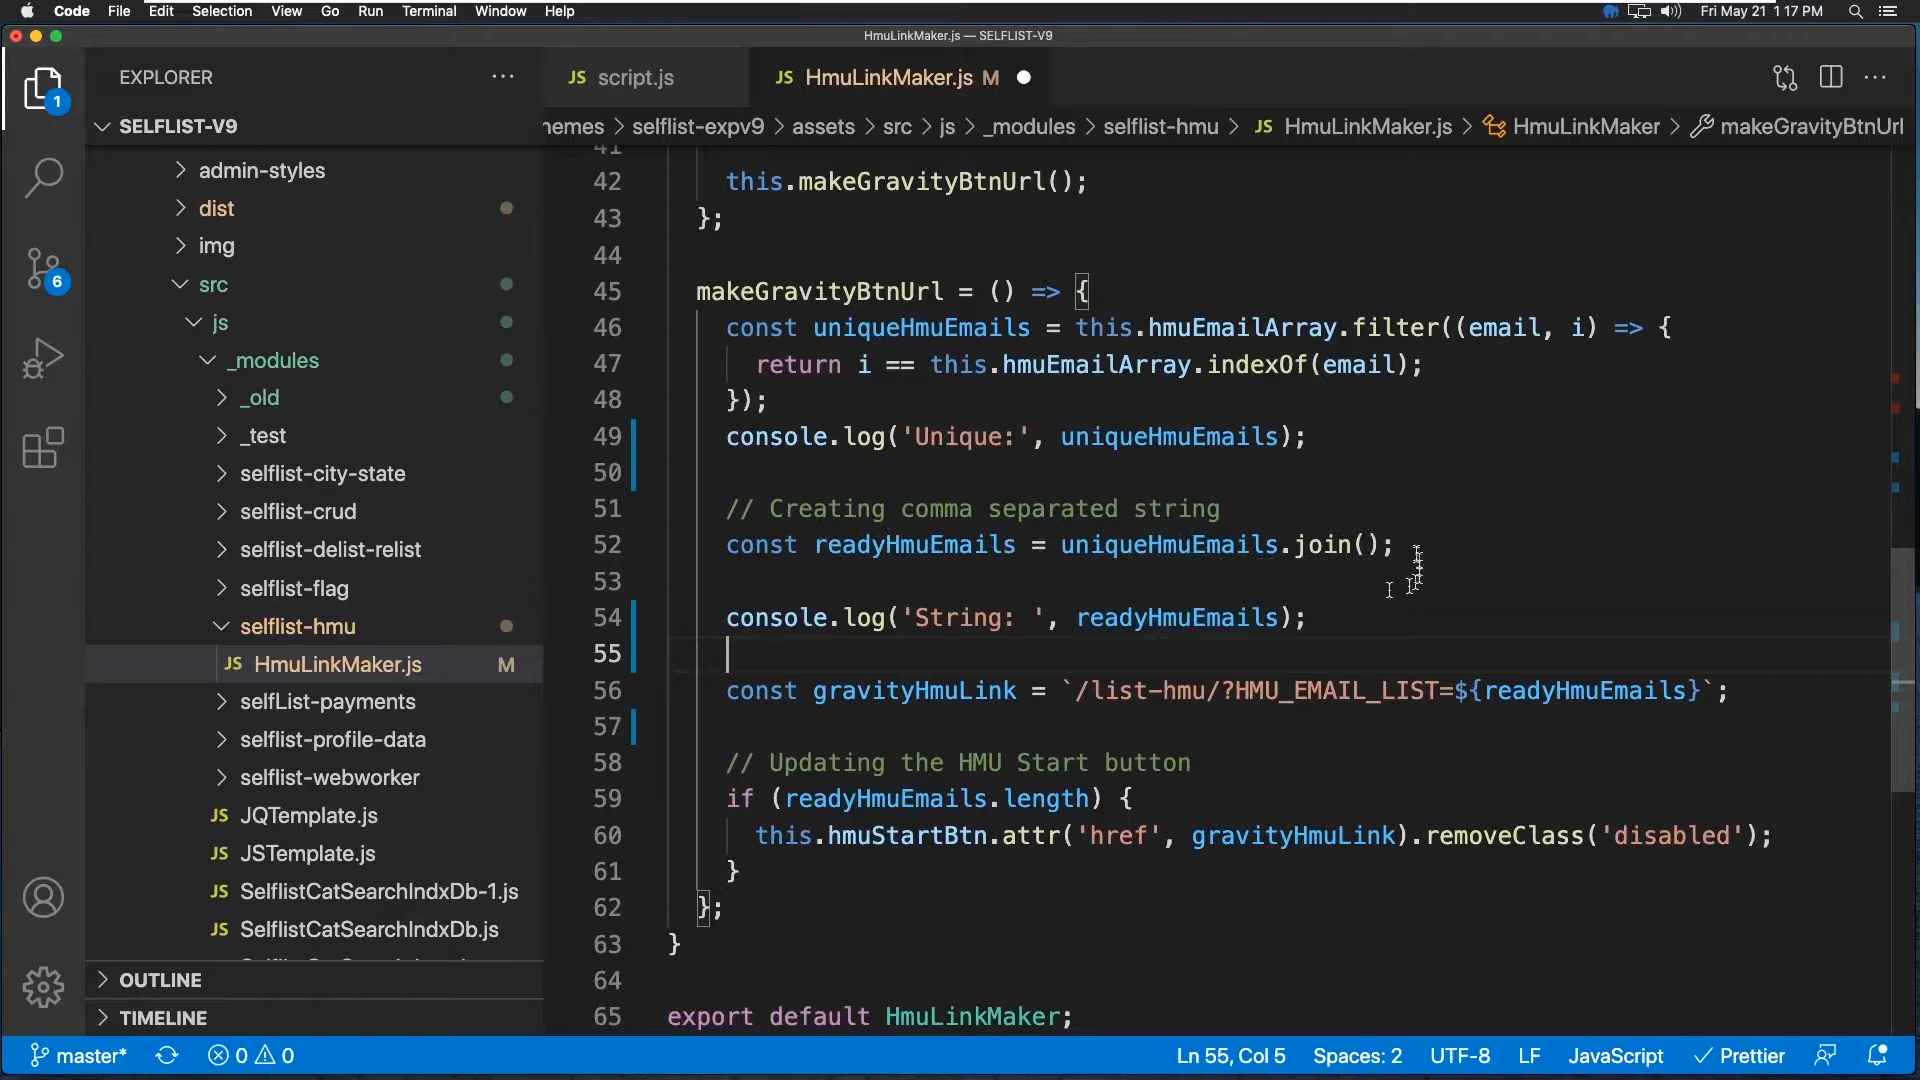 Code File Edit Selection View Go Run Terminal Window Help Fri May 21 1:17 PM
HmuLinkMaker.js — SELFLIST-V9
EXPLORER
JS script.js
JS HmuLinkMaker.js M
1
SELFLIST-V9
hemes > selflist-expv9 > assets > src > js > _modules > selflist-hmu > JS HmuLinkMaker.js > HmuLinkMaker > makeGravityBtnUrl
admin-styles
dist
img
src
js
_modules
_old
_test
selflist-city-state
selflist-crud
selflist-delist-relist
selflist-flag
selflist-hmu
JS HmuLinkMaker.js M
selfList-payments
selflist-profile-data
selflist-webworker
JS JQTemplate.js
JS JSTemplate.js
JS SelflistCatSearchIndxDb-1.js
JS SelflistCatSearchIndxDb.js
OUTLINE
TIMELINE
6
41
42 this.makeGravityBtnUrl();
43 };
44
45 makeGravityBtnUrl = () => {
46 const uniqueHmuEmails = this.hmuEmailArray.filter((email, i) => {
47 return i == this.hmuEmailArray.indexOf(email);
48 });
49 console.log('Unique:', uniqueHmuEmails);
50
51 // Creating comma separated string
52 const readyHmuEmails = uniqueHmuEmails.join();
53
54 console.log('String: ', readyHmuEmails);
55
56 const gravityHmuLink = `/list-hmu/?HMU_EMAIL_LIST=${readyHmuEmails}`;
57
58 // Updating the HMU Start button
59 if (readyHmuEmails.length) {
60 this.hmuStartBtn.attr('href', gravityHmuLink).removeClass('disabled');
61 }
62 };
63 }
64
65 export default HmuLinkMaker;
master* 0 0 Ln 55, Col 5 Spaces: 2 UTF-8 LF JavaScript Prettier